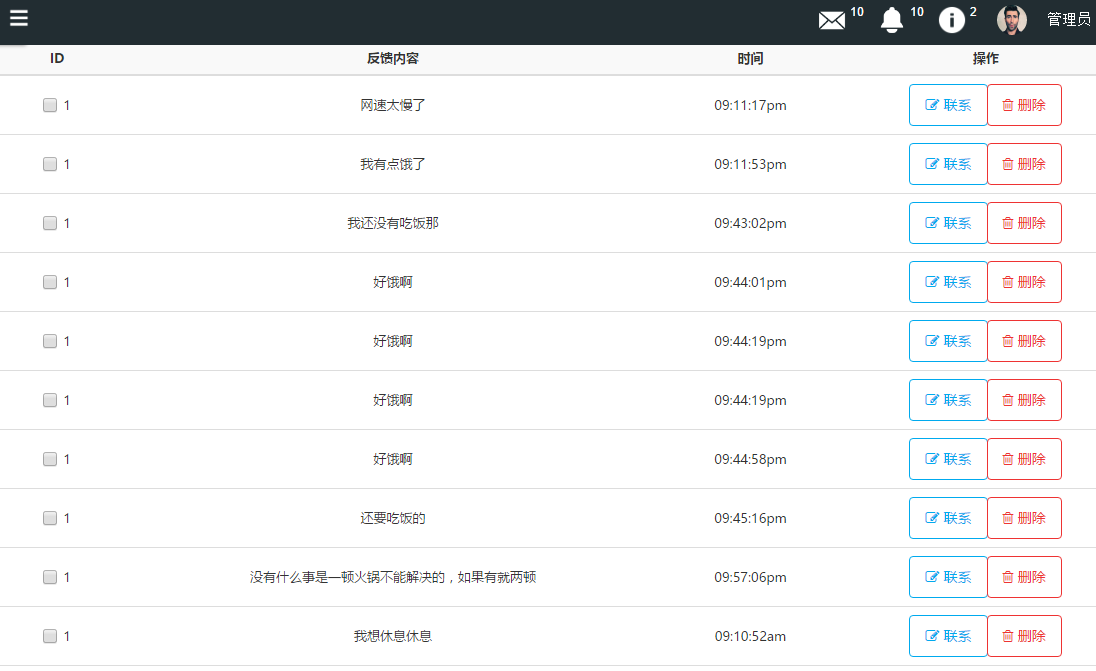 10 10 2 管理员
ID 反馈内容 时间 操作
1 网速太慢了 09:11:17pm 联系 删除
1 我有点饿了 09:11:53pm 联系 删除
1 我还没有吃饭那 09:43:02pm 联系 删除
1 好饿啊 09:44:01pm 联系 删除
1 好饿啊 09:44:19pm 联系 删除
1 好饿啊 09:44:19pm 联系 删除
1 好饿啊 09:44:58pm 联系 删除
1 还要吃饭的 09:45:16pm 联系 删除
1 没有什么事是一顿火锅不能解决的，如果有就两顿 09:57:06pm 联系 删除
1 我想休息休息 09:10:52am 联系 删除